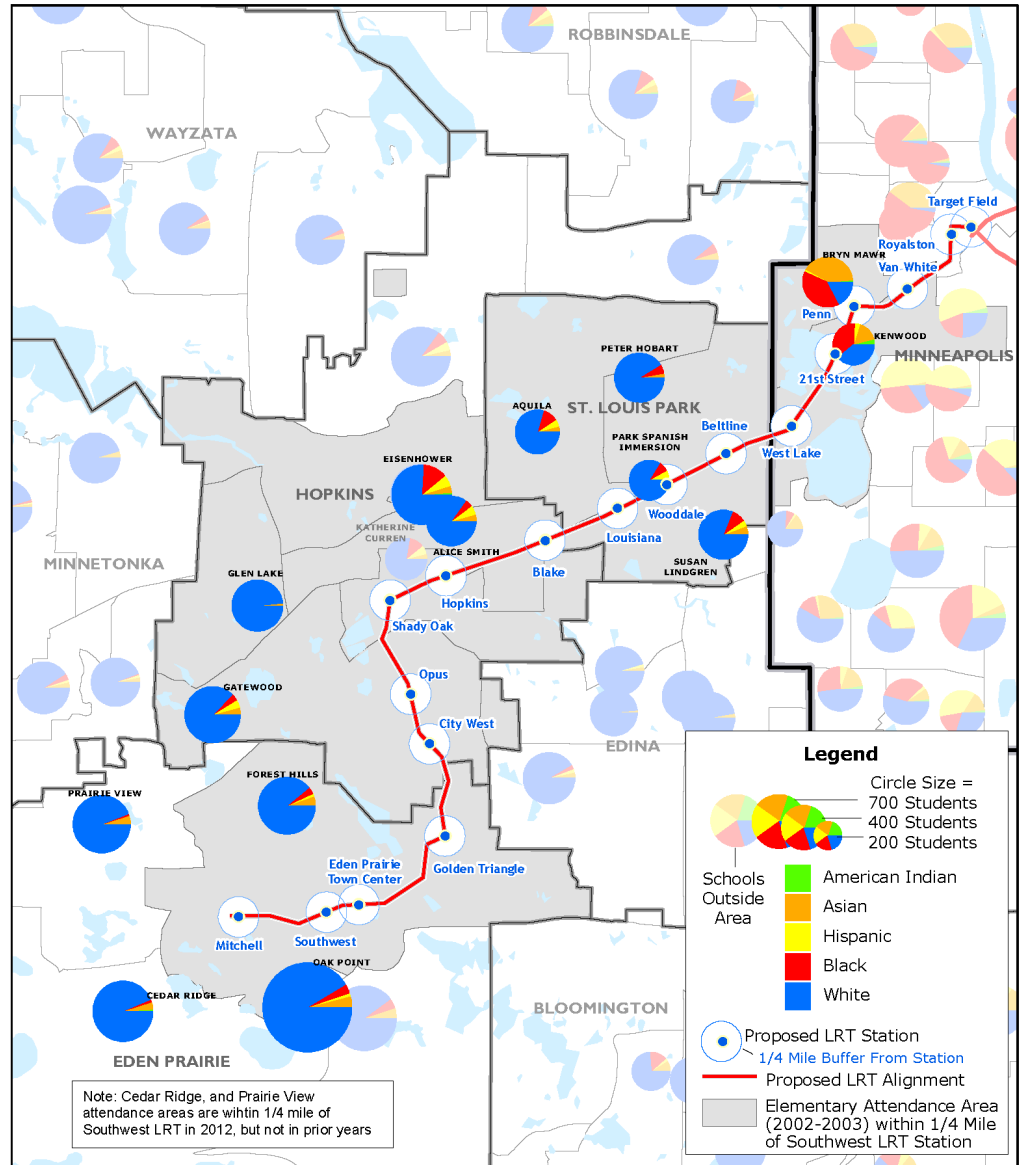 ROBBINSDALE
WAYZATA
Target Field
Royalston
BRYN MAWR
Van White
Penn
KENWOOD
MINNEAPOLIS
21st Street
PETER HOBART
AQUILA
ST. LOUIS PARK
Beltline
PARK SPANISH
IMMERSION
West Lake
EISENHOWER
HOPKINS
Wooddale
KATHERINE
CURREN
Louisiana
ALICE SMITH
MINNETONKA
Blake
SUSAN
LINDGREN
GLEN LAKE
Hopkins
Shady Oak
Opus
GATEWOOD
City West
EDINA
FOREST HILLS
PRAIRIE VIEW
Golden Triangle
Eden Prairie
Town Center
Mitchell
Southwest
OAK POINT
CEDAR RIDGE
BLOOMINGTON
EDEN PRAIRIE
Note: Cedar Ridge, and Prairie View
attendance areas are wihtin 1/4 mile of
Southwest LRT in 2012, but not in prior years
Legend
Circle Size =
700 Students
400 Students
200 Students
Schools
Outside
Area
American Indian
Asian
Hispanic
Black
White
Proposed LRT Station
1/4 Mile Buffer From Station
Proposed LRT Alignment
Elementary Attendance Area
(2002-2003) within 1/4 Mile
of Southwest LRT Station